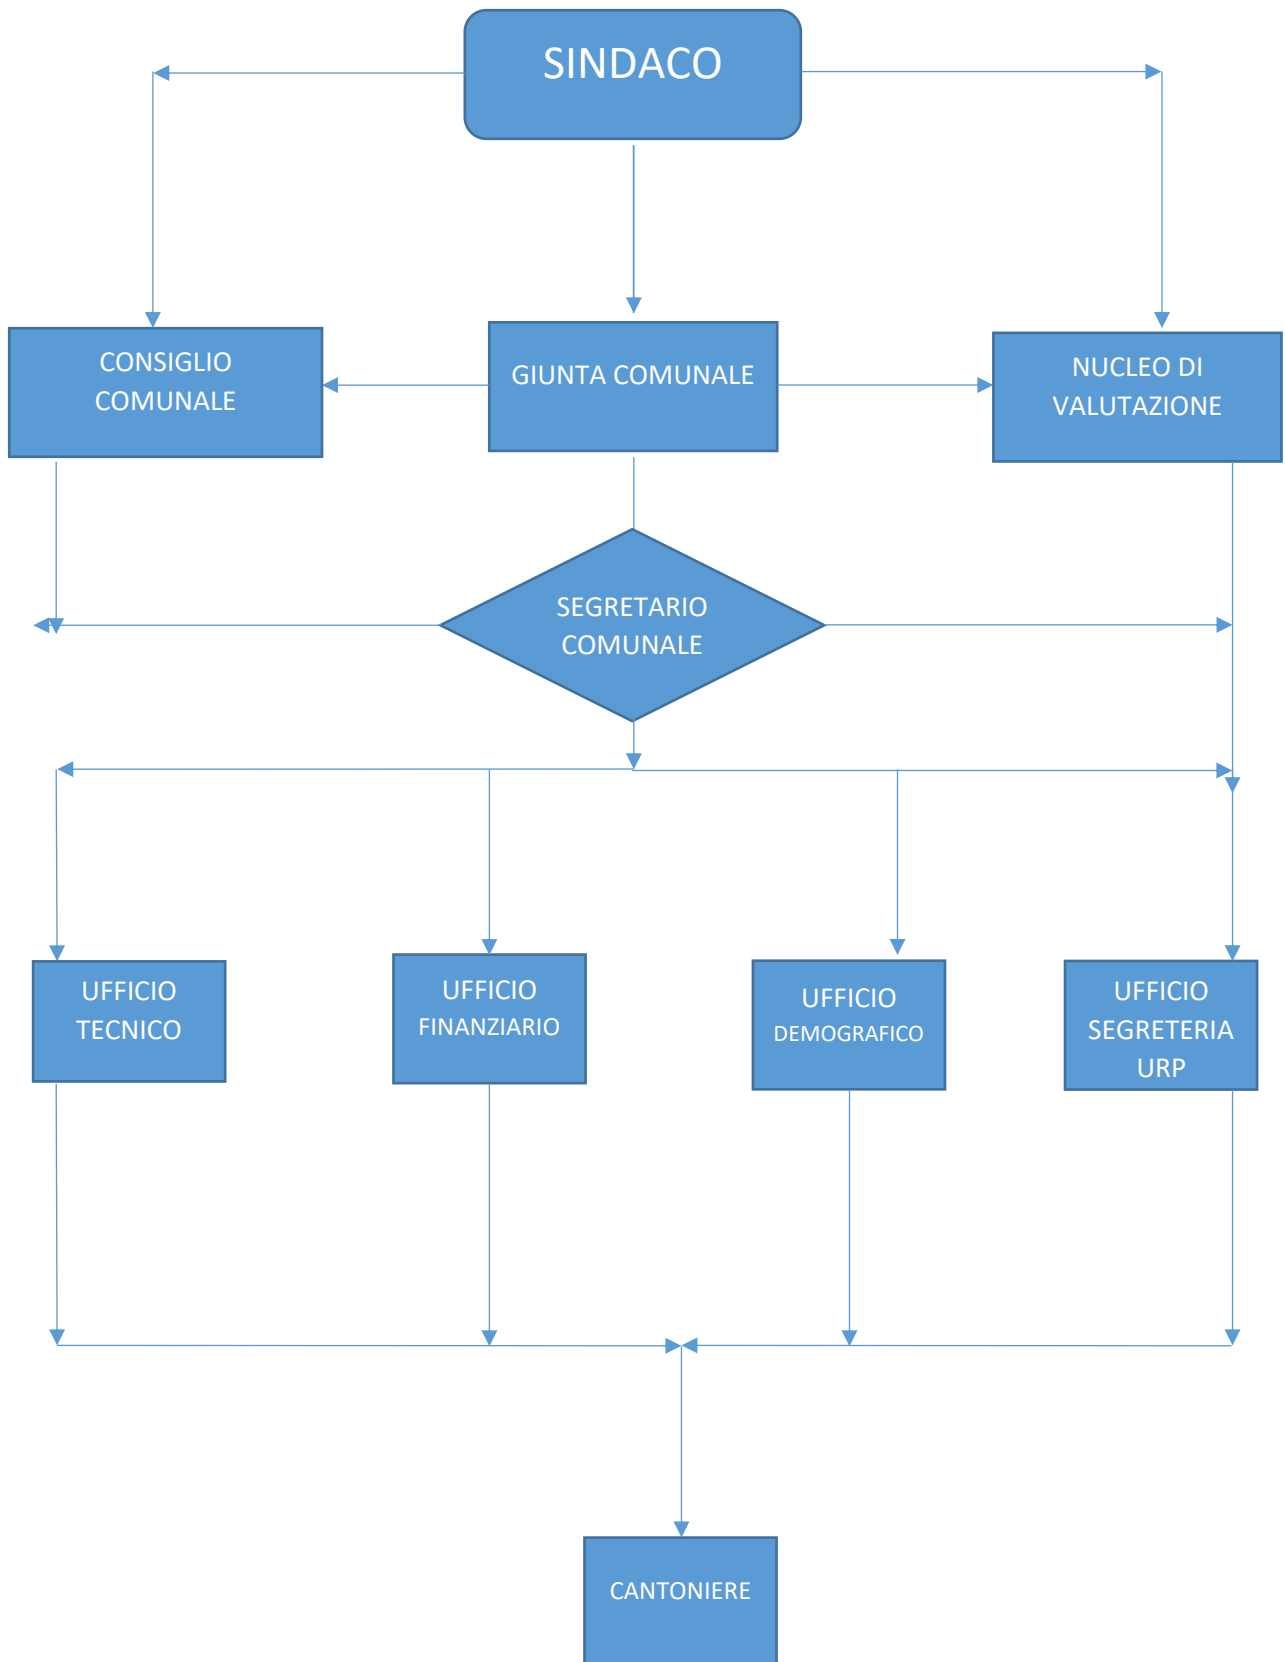 SINDACO
CONSIGLIO
COMUNALE
GIUNTA COMUNALE
NUCLEO DI
VALUTAZIONE
SEGRETARIO
COMUNALE
UFFICIO
TECNICO
UFFICIO
FINANZIARIO
UFFICIO
DEMOGRAFICO
UFFICIO
SEGRETERIA
URP
CANTONIERE